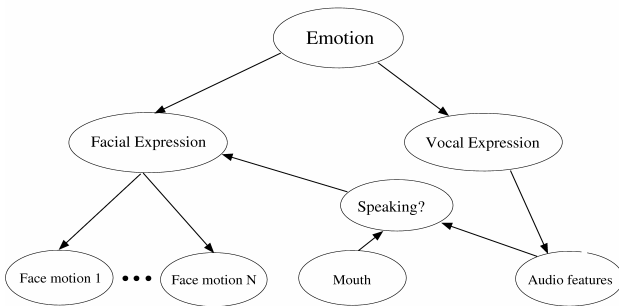 Emotion
Facial Expression
Vocal Expression
Speaking?
Face motion 1
Face motion N
Mouth
Audio features